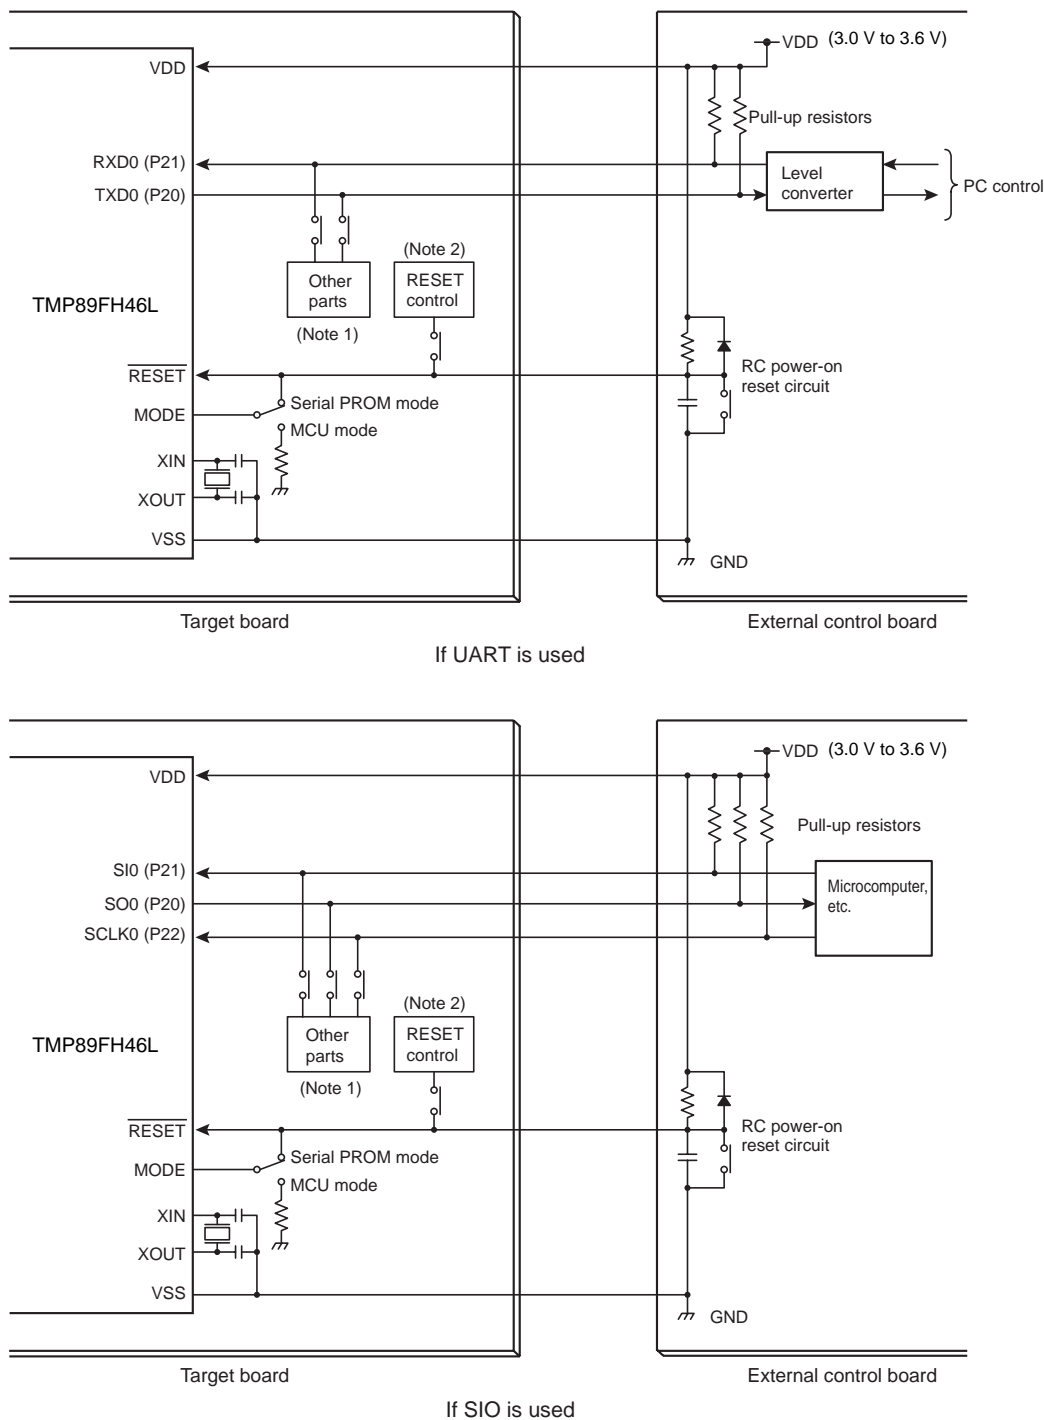 VDD (3.0 V to 3.6 V)
VDD
Pull-up resistors
RXD0 (P21)
TXD0 (P20)
Level
converter
PC control
(Note 2)
Other
parts
RESET
control
TMP89FH46L
(Note 1)
RESET
RC power-on
reset circuit
MODE
Serial PROM mode
MCU mode
XIN
XOUT
VSS
GND
Target board
External control board
If UART is used
VDD (3.0 V to 3.6 V)
VDD
Pull-up resistors
SI0 (P21)
SO0 (P20)
SCLK0 (P22)
Microcomputer,
etc.
(Note 2)
Other
parts
RESET
control
TMP89FH46L
(Note 1)
RESET
RC power-on
reset circuit
MODE
Serial PROM mode
MCU mode
XIN
XOUT
VSS
GND
Target board
External control board
If SIO is used